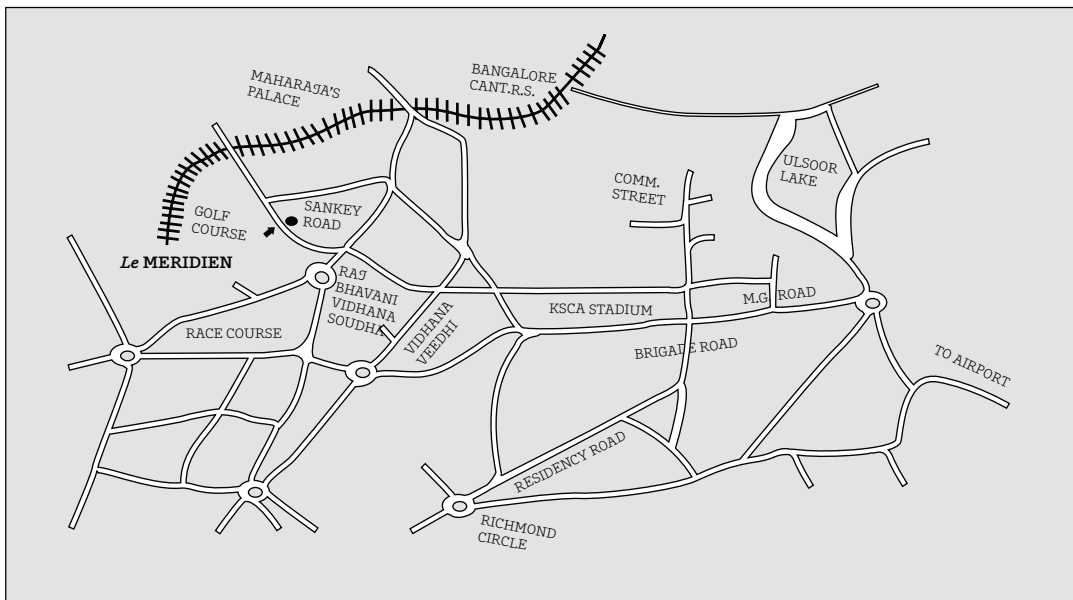 MAHARAJA'S
PALACE
BANGALORE
CANT.R.S.
ULSOOR
LAKE
COMM.
STREET
GOLF
COURSE
SANKEY
ROAD
Le MERIDIEN
RAJ
BHAVANI
VIDHANA
SOUDHA
VIDHANA
VEEDHI
KSCA STADIUM
M.G. ROAD
RACE COURSE
BRIGADE ROAD
TO AIRPORT
RESIDENCY ROAD
RICHMOND
CIRCLE